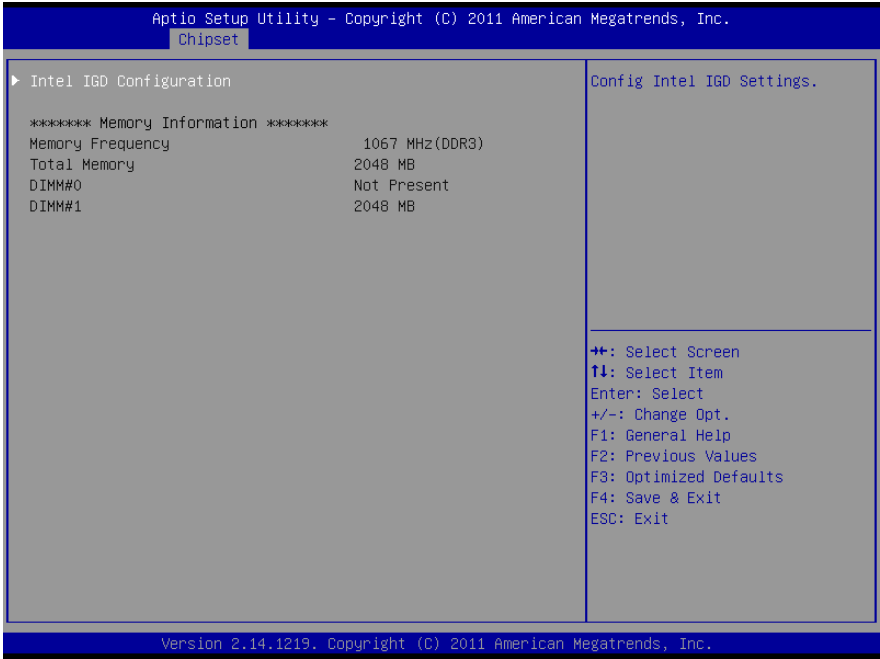 Aptio Setup Utility – Copyright (C) 2011 American Megatrends, Inc.
Chipset
▶ Intel IGD Configuration
******* Memory Information *******
Memory Frequency 1067 MHz(DDR3)
Total Memory 2048 MB
DIMM#0 Not Present
DIMM#1 2048 MB
Config Intel IGD Settings.
→←: Select Screen
↑↓: Select Item
Enter: Select
+/-: Change Opt.
F1: General Help
F2: Previous Values
F3: Optimized Defaults
F4: Save & Exit
ESC: Exit
Version 2.14.1219. Copyright (C) 2011 American Megatrends, Inc.